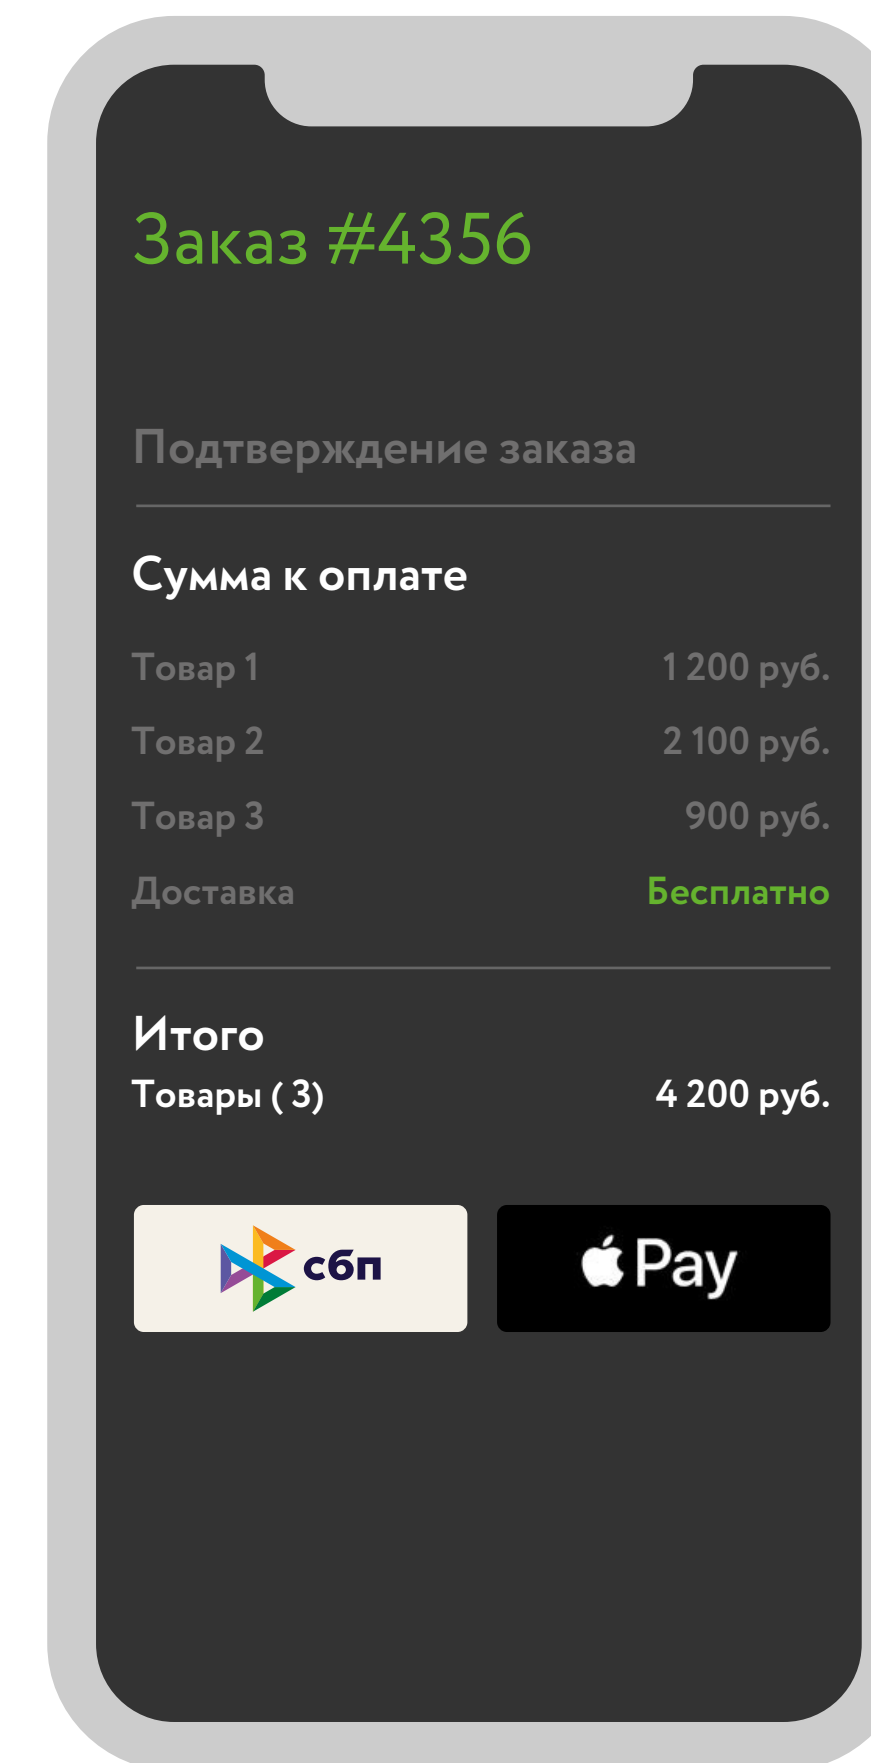 Заказ #4356
Подтверждение заказа
Сумма к оплате
Товар 1 1 200 руб.
Товар 2 2 100 руб.
Товар 3 900 руб.
Доставка Бесплатно
Итого
Товары ( 3) 4 200 руб.
сбп Pay